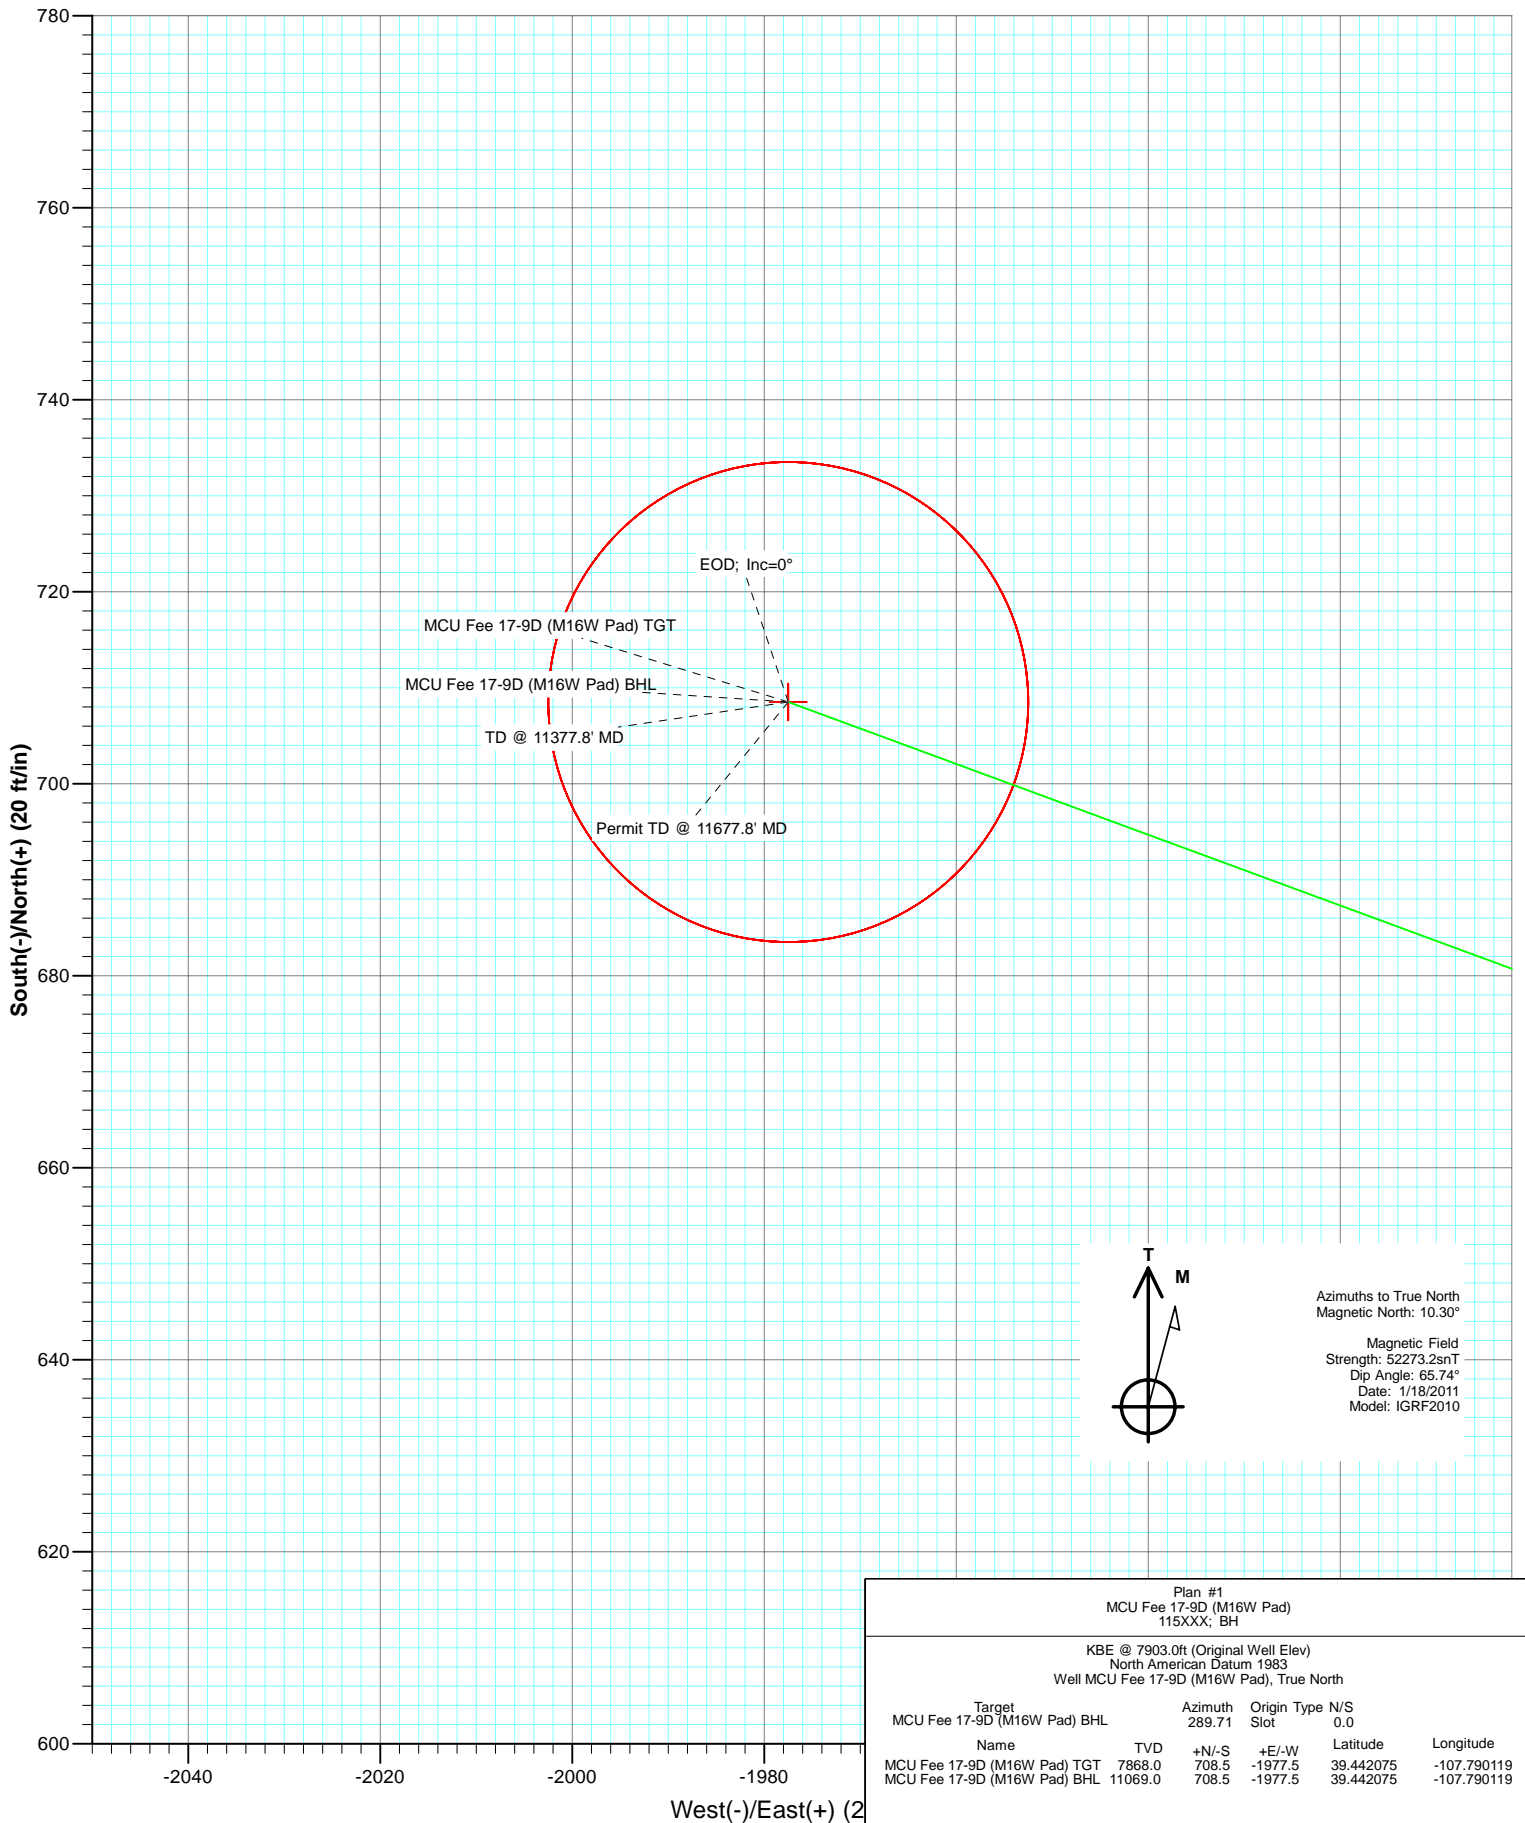 780
760
740
720
700
680
660
640
620
600
South(-)/North(+) (20 ft/in)
EOD; Inc=0°
MCU Fee 17-9D (M16W Pad) TGT
MCU Fee 17-9D (M16W Pad) BHL
TD @ 11377.8' MD
Permit TD @ 11677.8' MD
T
M
Azimuths to True North
Magnetic North: 10.30°
Magnetic Field
Strength: 52273.2snT
Dip Angle: 65.74°
Date: 1/18/2011
Model: IGRF2010
-2040
-2020
-2000
-1980
West(-)/East(+) (2
Plan #1
MCU Fee 17-9D (M16W Pad)
115XXX; BH
KBE @ 7903.0ft (Original Well Elev)
North American Datum 1983
Well MCU Fee 17-9D (M16W Pad), True North
Target Azimuth Origin Type N/S
MCU Fee 17-9D (M16W Pad) BHL 289.71 Slot 0.0
Name TVD +N/-S +E/-W Latitude Longitude
MCU Fee 17-9D (M16W Pad) TGT 7868.0 708.5 -1977.5 39.442075 -107.790119
MCU Fee 17-9D (M16W Pad) BHL 11069.0 708.5 -1977.5 39.442075 -107.790119